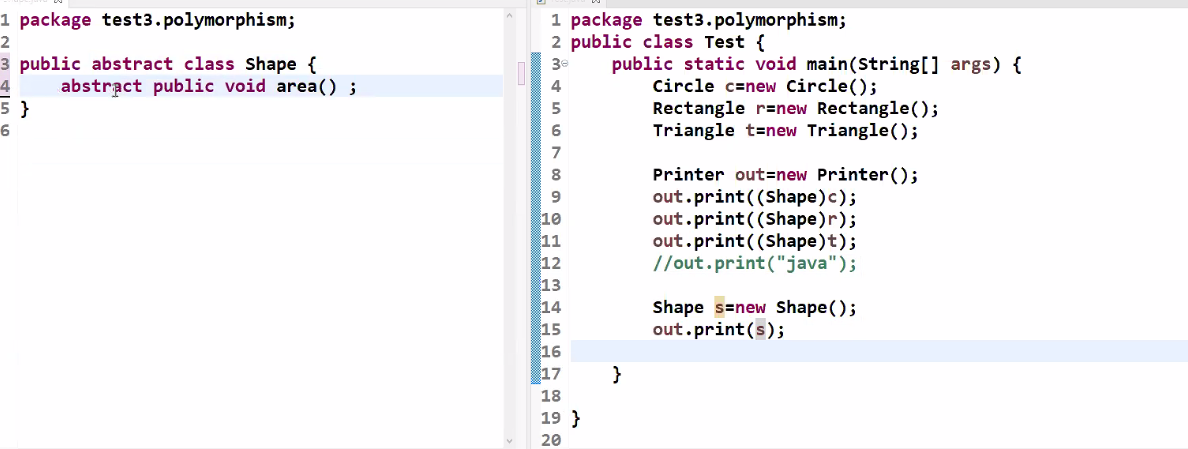 1 package test3.polymorphism;
2
3 public abstract class Shape {
4 abstract public void area() ;
5 }
6
1 package test3.polymorphism;
2 public class Test {
3 public static void main(String[] args) {
4 Circle c=new Circle();
5 Rectangle r=new Rectangle();
6 Triangle t=new Triangle();
7
8 Printer out=new Printer();
9 out.print((Shape)c);
10 out.print((Shape)r);
11 out.print((Shape)t);
12 //out.print("java");
13
14 Shape s=new Shape();
15 out.print(s);
16
17 }
18
19 }
20